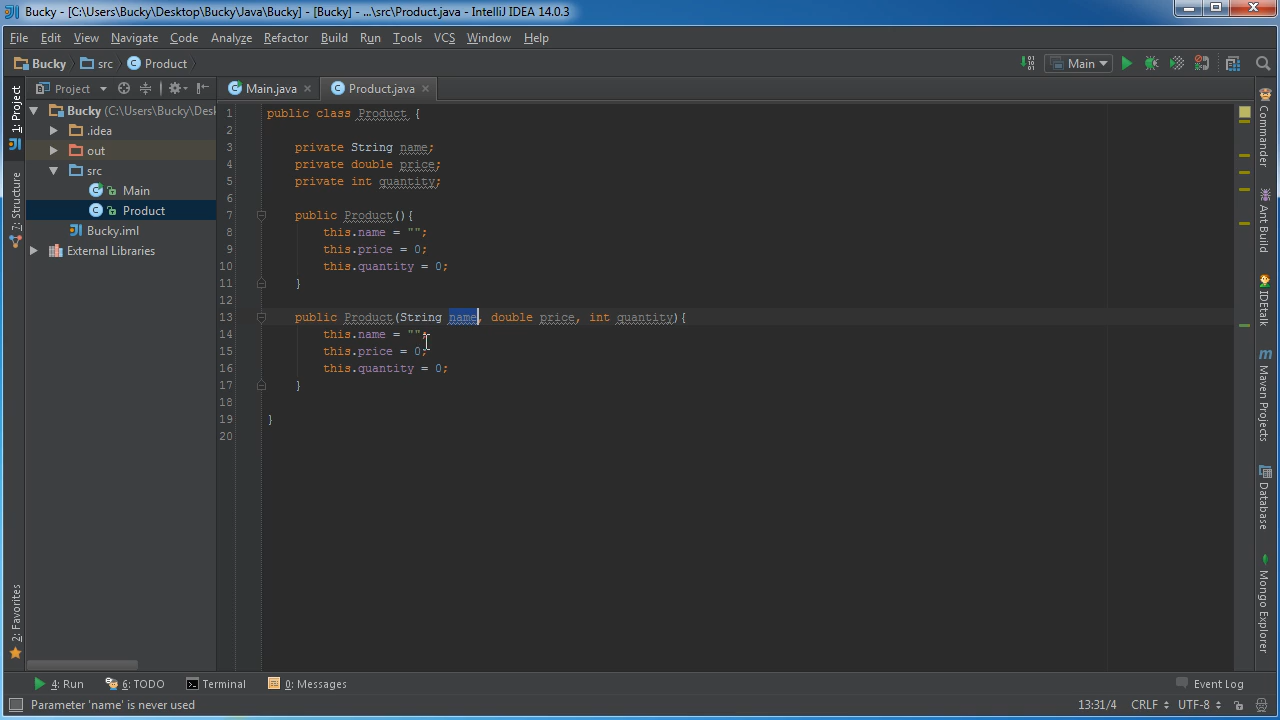 Bucky - [C:\Users\Bucky\Desktop\Bucky\Java\Bucky] - [Bucky] - ...\src\Product.java - IntelliJ IDEA 14.0.3
File Edit View Navigate Code Analyze Refactor Build Run Tools VCS Window Help
Bucky src Product Main
Project Main.java Product.java
Bucky (C:\Users\Bucky\Des
.idea
out
src
Main
Product
Bucky.iml
External Libraries
1: Project
7: Structure
2: Favorites
1 public class Product {
2
3 private String name;
4 private double price;
5 private int quantity;
6
7 public Product(){
8 this.name = "";
9 this.price = 0;
10 this.quantity = 0;
11 }
12
13 public Product(String name, double price, int quantity){
14 this.name = "";
15 this.price = 0;
16 this.quantity = 0;
17 }
18
19 }
20
Commander
Ant Build
IDEtalk
Maven Projects
Database
Mongo Explorer
4: Run 6: TODO Terminal 0: Messages Event Log
Parameter 'name' is never used 13:31/4 CRLF UTF-8